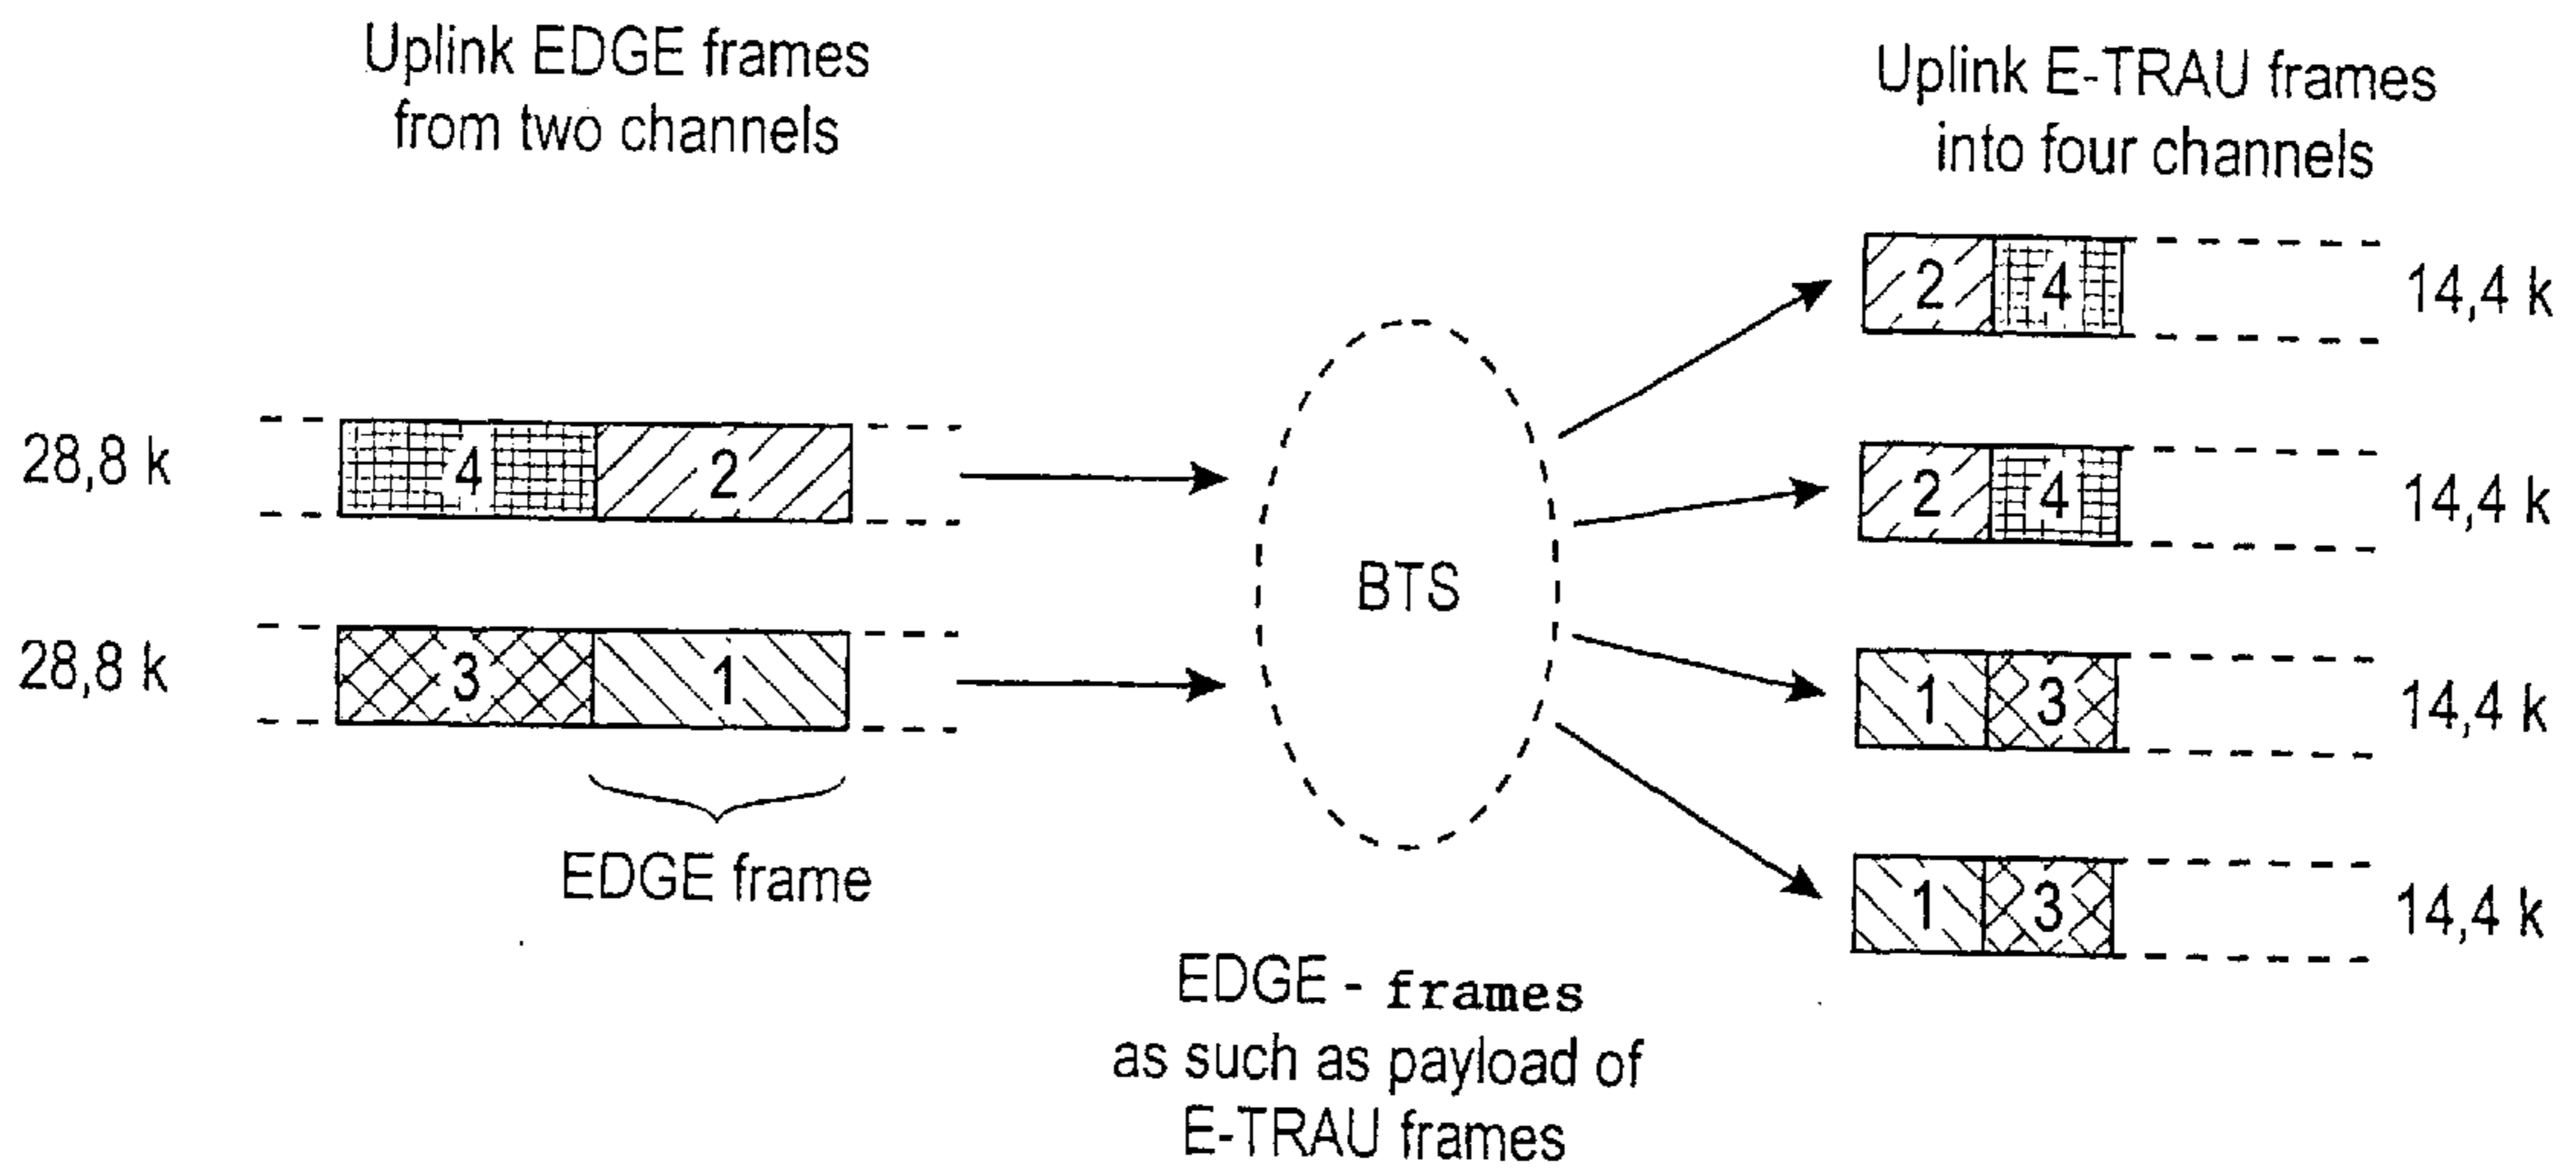 Uplink EDGE frames
from two channels
Uplink E-TRAU frames
into four channels
2 4 14,4 k
28,8 k 4 2
2 4 14,4 k
BTS
28,8 k 3 1
1 3 14,4 k
EDGE frame
1 3 14,4 k
EDGE - frames
as such as payload of
E-TRAU frames